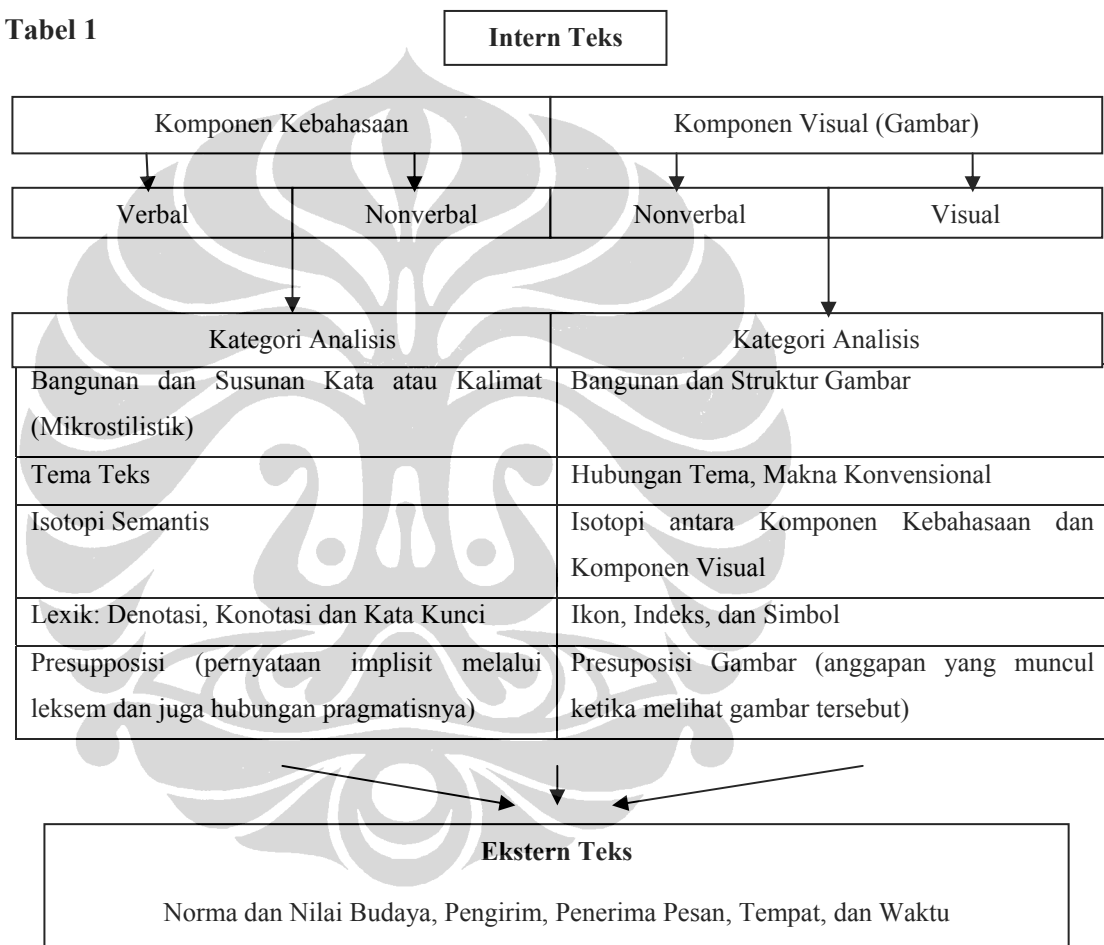 Tabel 1
Intern Teks
Komponen Kebahasaan
Komponen Visual (Gambar)
Verbal
Nonverbal
Nonverbal
Visual
Kategori Analisis
Kategori Analisis
Bangunan dan Susunan Kata atau Kalimat
(Mikrostilistik)
Bangunan dan Struktur Gambar
Tema Teks
Hubungan Tema, Makna Konvensional
Isotopi Semantis
Isotopi antara Komponen Kebahasaan dan
Komponen Visual
Lexik: Denotasi, Konotasi dan Kata Kunci
Ikon, Indeks, dan Simbol
Presupposisi (pernyataan implisit melalui
leksem dan juga hubungan pragmatisnya)
Presuposisi Gambar (anggapan yang muncul
ketika melihat gambar tersebut)
Ekstern Teks
Norma dan Nilai Budaya, Pengirim, Penerima Pesan, Tempat, dan Waktu